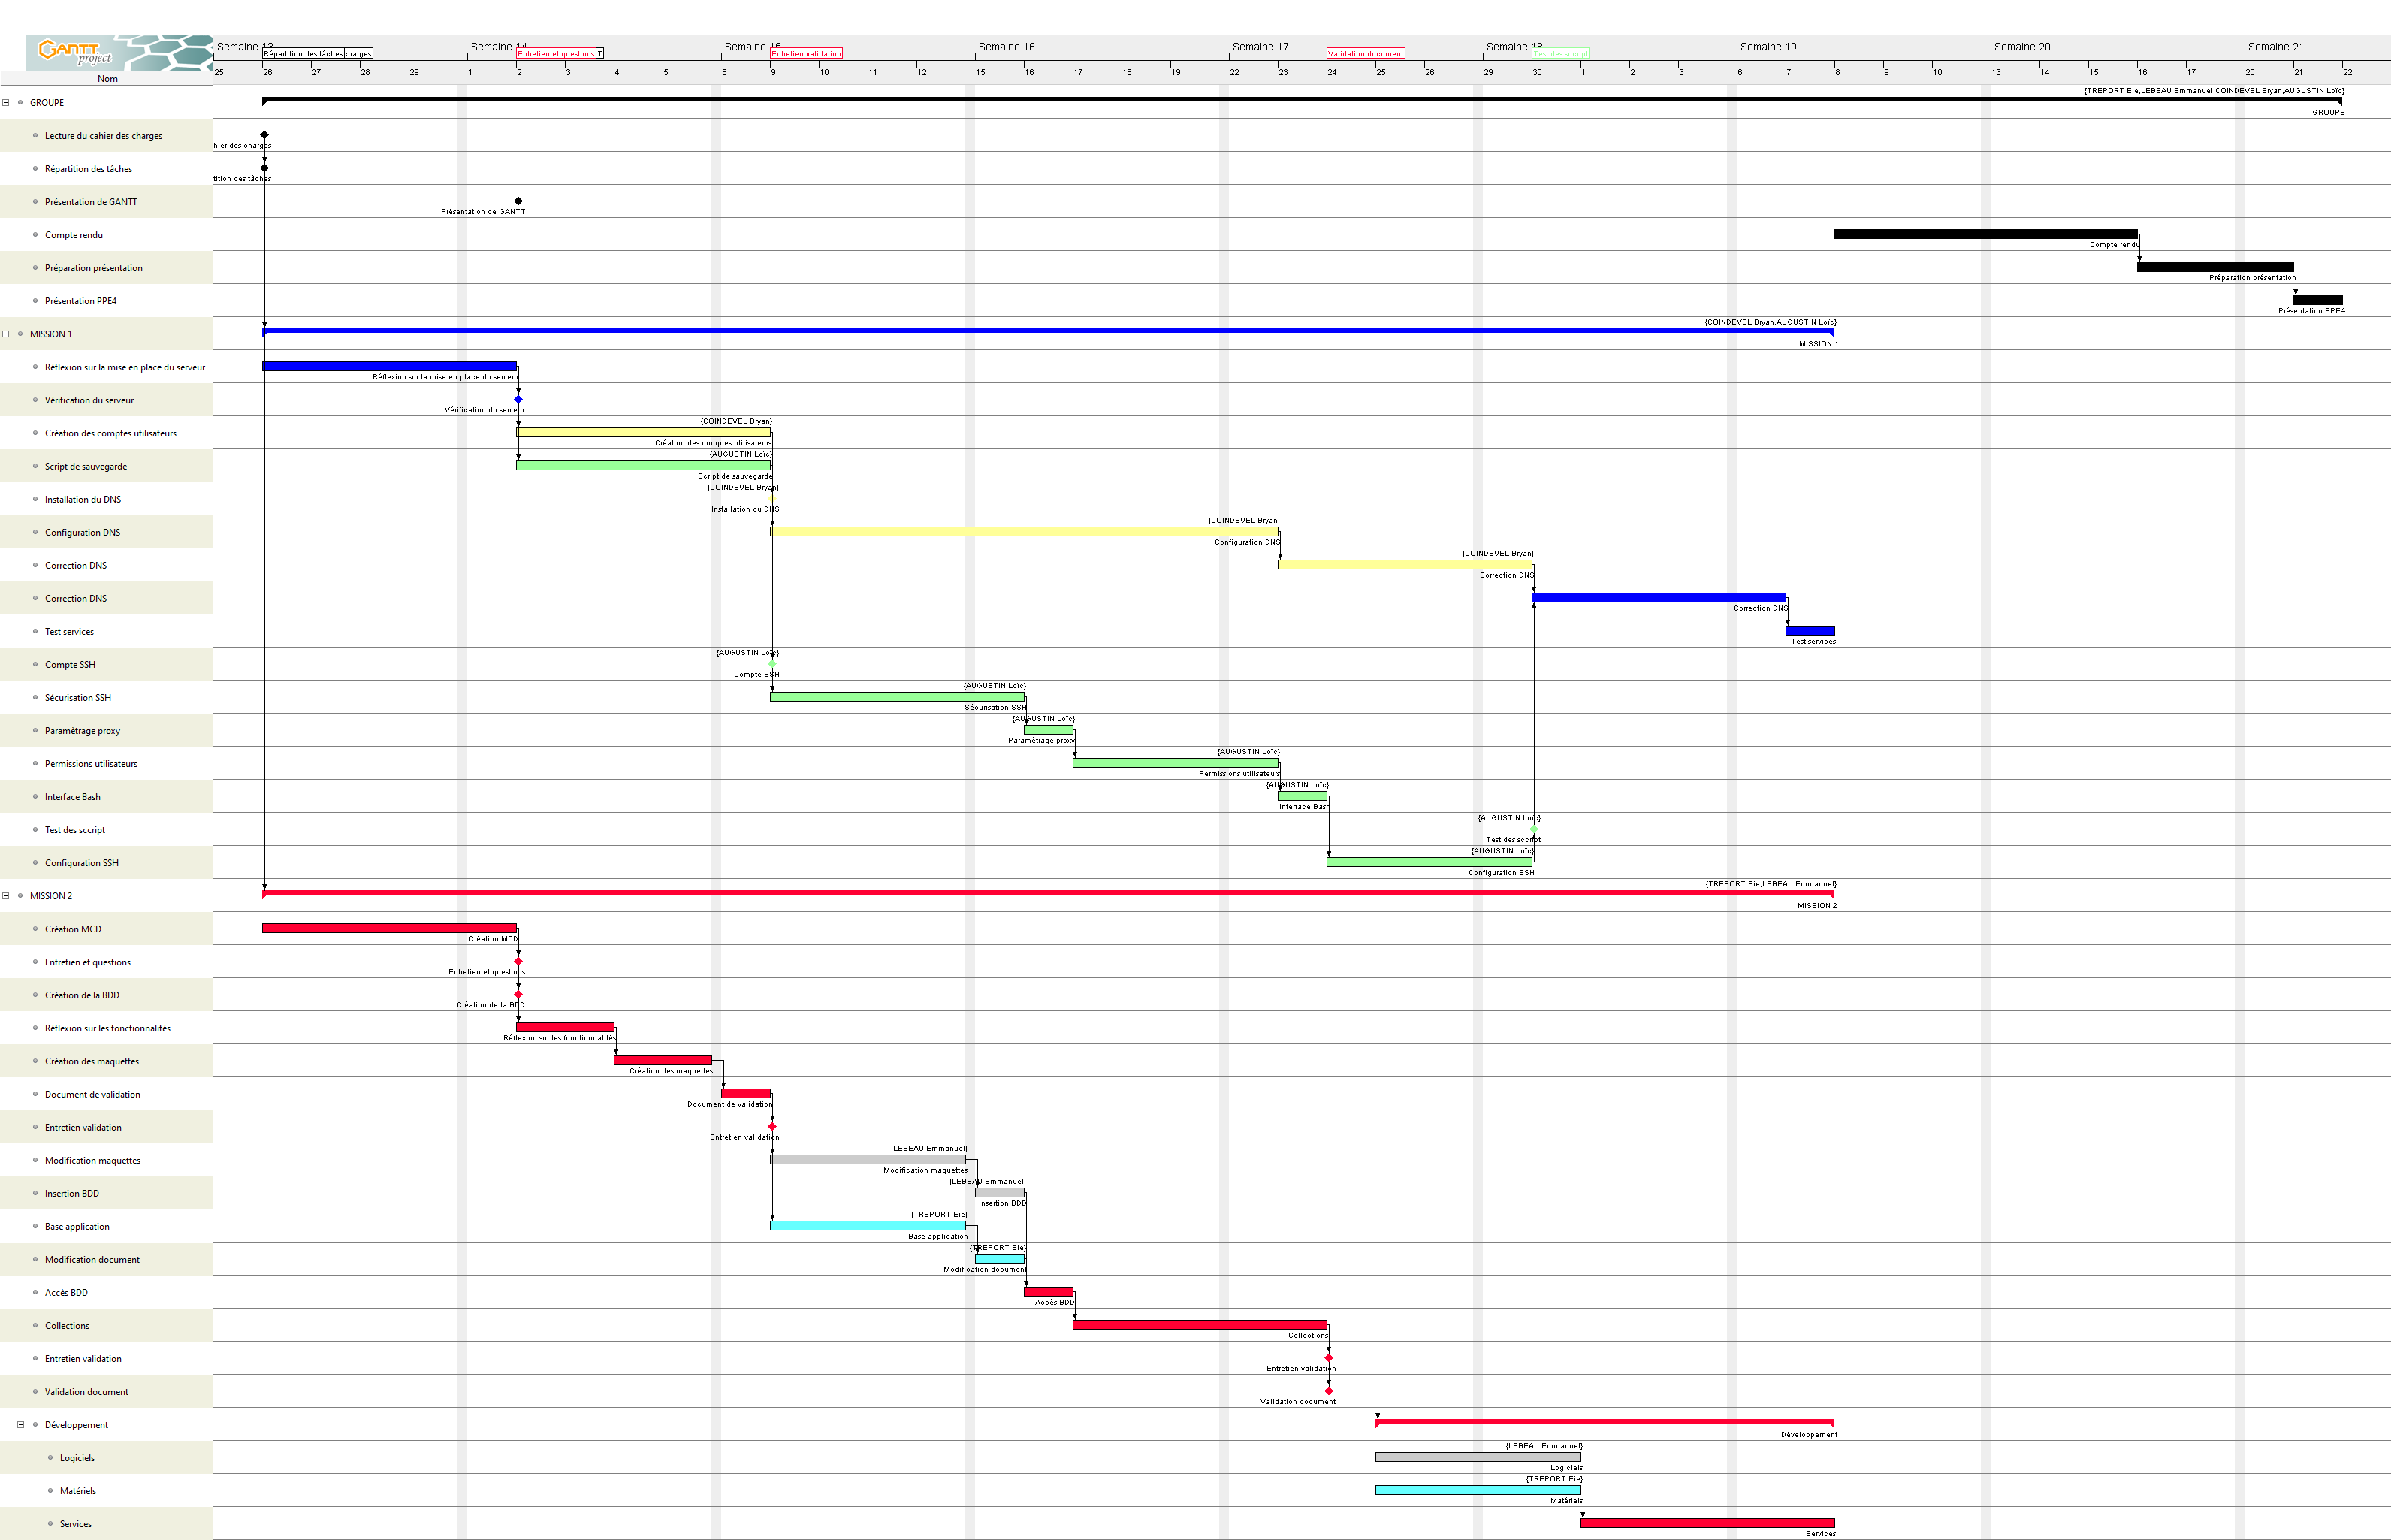 GANTT
project
Semaine 13
Semaine 14
Semaine 15
Semaine 16
Semaine 17
Semaine 18
Semaine 19
Semaine 20
Semaine 21
Répartition des tâches
charges
Entretien et questions
T
Entretien validation
Validation document
Test des sccript
Nom
25 26 27 28 29 1 2 3 4 5 8 9 10 11 12 15 16 17 18 19 22 23 24 25 26 29 30 1 2 3 6 7 8 9 10 13 14 15 16 17 20 21 22
{TREPORT Eie,LEBEAU Emmanuel,COINDEVEL Bryan,AUGUSTIN Loïc}
GROUPE
GROUPE
Lecture du cahier des charges
hier des charges
Répartition des tâches
tition des tâches
Présentation de GANTT
Présentation de GANTT
Compte rendu
Compte rendu
Préparation présentation
Préparation présentation
Présentation PPE4
Présentation PPE4
{COINDEVEL Bryan,AUGUSTIN Loïc}
MISSION 1
MISSION 1
Réflexion sur la mise en place du serveur
Réflexion sur la mise en place du serveur
Vérification du serveur
Vérification du serveur
{COINDEVEL Bryan}
Création des comptes utilisateurs
Création des comptes utilisateurs
{AUGUSTIN Loïc}
Script de sauvegarde
Script de sauvegarde
{COINDEVEL Bryan}
Installation du DNS
Installation du DNS
{COINDEVEL Bryan}
Configuration DNS
Configuration DNS
{COINDEVEL Bryan}
Correction DNS
Correction DNS
Correction DNS
Correction DNS
Test services
Test services
{AUGUSTIN Loïc}
Compte SSH
Compte SSH
{AUGUSTIN Loïc}
Sécurisation SSH
Sécurisation SSH
{AUGUSTIN Loïc}
Paramètrage proxy
Paramètrage proxy
{AUGUSTIN Loïc}
Permissions utilisateurs
Permissions utilisateurs
{AUGUSTIN Loïc}
Interface Bash
Interface Bash
{AUGUSTIN Loïc}
Test des sccript
Test des sccript
{AUGUSTIN Loïc}
Configuration SSH
Configuration SSH
{TREPORT Eie,LEBEAU Emmanuel}
MISSION 2
MISSION 2
Création MCD
Création MCD
Entretien et questions
Entretien et questions
Création de la BDD
Création de la BDD
Réflexion sur les fonctionnalités
Réflexion sur les fonctionnalités
Création des maquettes
Création des maquettes
Document de validation
Document de validation
Entretien validation
Entretien validation
{LEBEAU Emmanuel}
Modification maquettes
Modification maquettes
{LEBEAU Emmanuel}
Insertion BDD
Insertion BDD
{TREPORT Eie}
Base application
Base application
{TREPORT Eie}
Modification document
Modification document
Accès BDD
Accès BDD
Collections
Collections
Entretien validation
Entretien validation
Validation document
Validation document
Développement
Développement
{LEBEAU Emmanuel}
Logiciels
Logiciels
{TREPORT Eie}
Matériels
Matériels
Services
Services